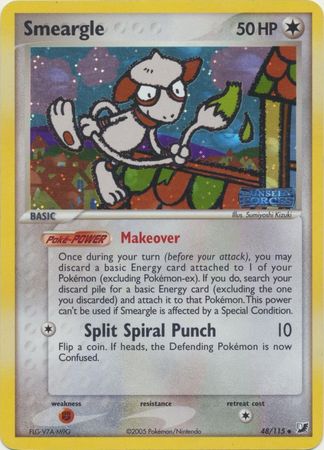 Smeargle 50 HP
UNSEEN
FORCES
BASIC Illus. Sumiyoshi Kizuki
Poké-POWER Makeover
Once during your turn (before your attack), you may
discard a basic Energy card attached to 1 of your
Pokémon (excluding Pokémon-ex). If you do, search your
discard pile for a basic Energy card (excluding the one
you discarded) and attach it to that Pokémon. This power
can't be used if Smeargle is affected by a Special Condition.
Split Spiral Punch 10
Flip a coin. If heads, the Defending Pokémon is now
Confused.
weakness resistance retreat cost
FLG-V7A-M9G ©2005 Pokémon/Nintendo 48/115